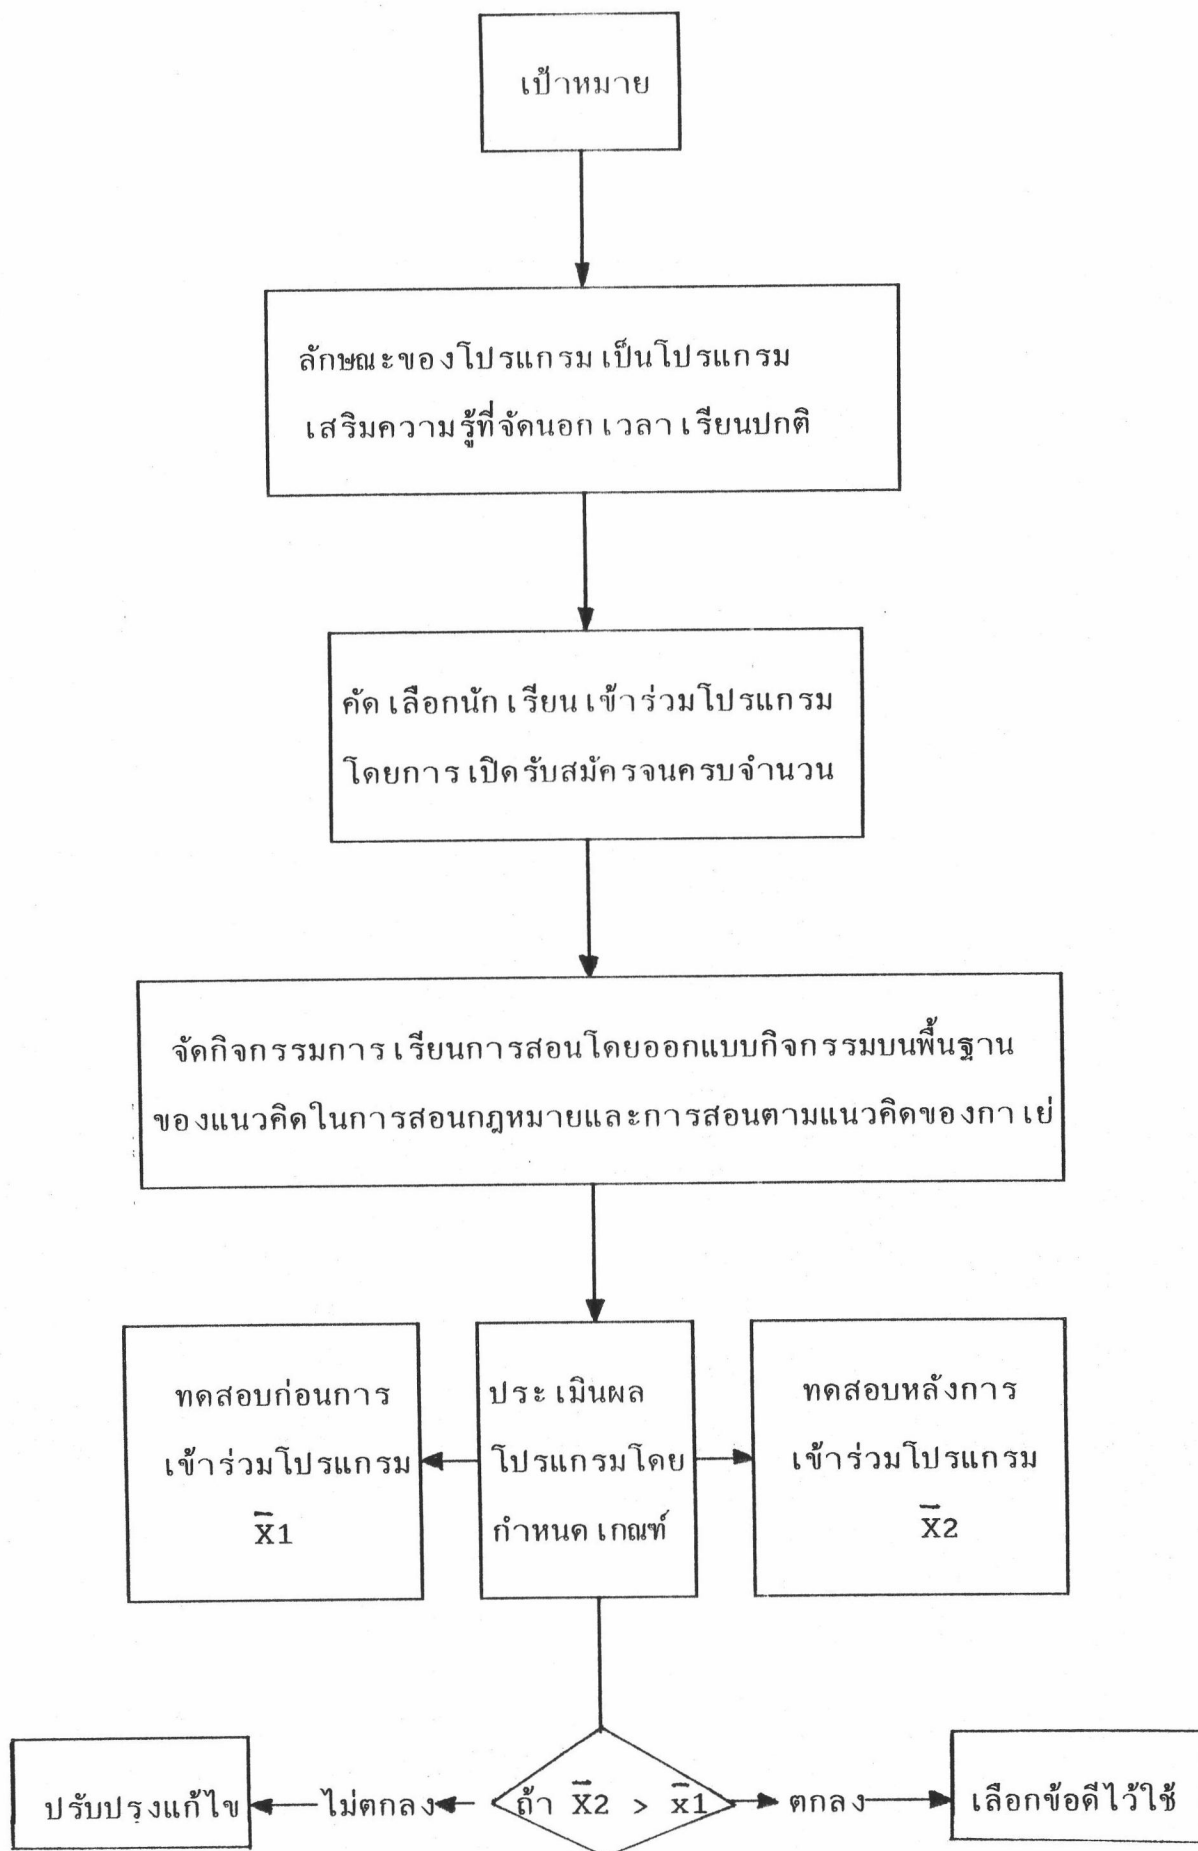 เป้าหมาย
ลักษณะของโปรแกรม เป็นโปรแกรม
เสริมความรู้ที่จัดนอกเวลาเรียนปกติ
คัดเลือกนักเรียนเข้าร่วมโปรแกรม
โดยการเปิดรับสมัครจนครบจำนวน
จัดกิจกรรมการเรียนการสอนโดยออกแบบกิจกรรมบนพื้นฐาน
ของแนวคิดในการสอนกฎหมายและการสอนตามแนวคิดของกาเย่
ทดสอบก่อนการ
เข้าร่วมโปรแกรม
X̅1
ประเมินผล
โปรแกรมโดย
กำหนดเกณฑ์
ทดสอบหลังการ
เข้าร่วมโปรแกรม
X̅2
ปรับปรุงแก้ไข
ไม่ตกลง
ถ้า X̅2 > x̅1
ตกลง
เลือกข้อดีไว้ใช้